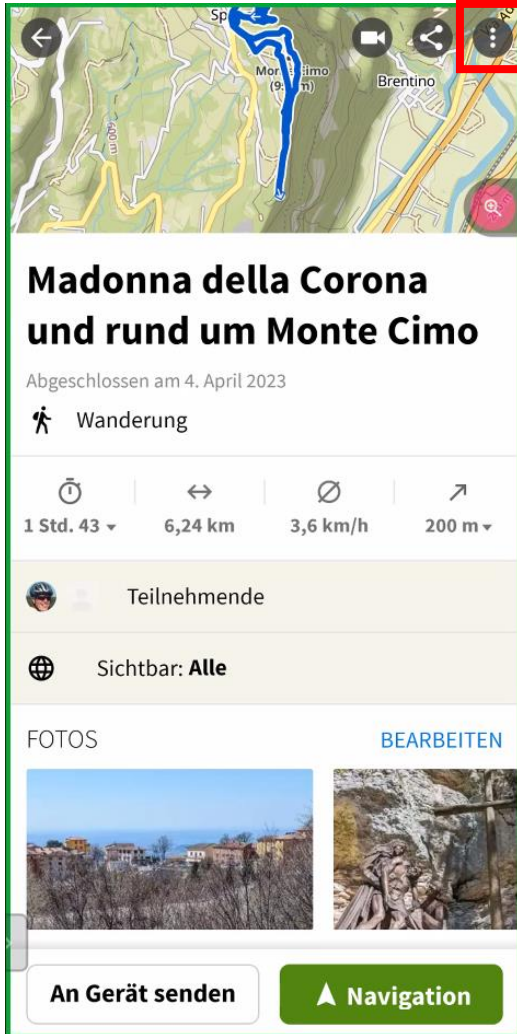 Brentino
600 m
Madonna della Corona
und rund um Monte Cimo
Abgeschlossen am 4. April 2023
Wanderung
1 Std. 43 6,24 km 3,6 km/h 200 m
Teilnehmende
Sichtbar: Alle
FOTOS BEARBEITEN
An Gerät senden Navigation